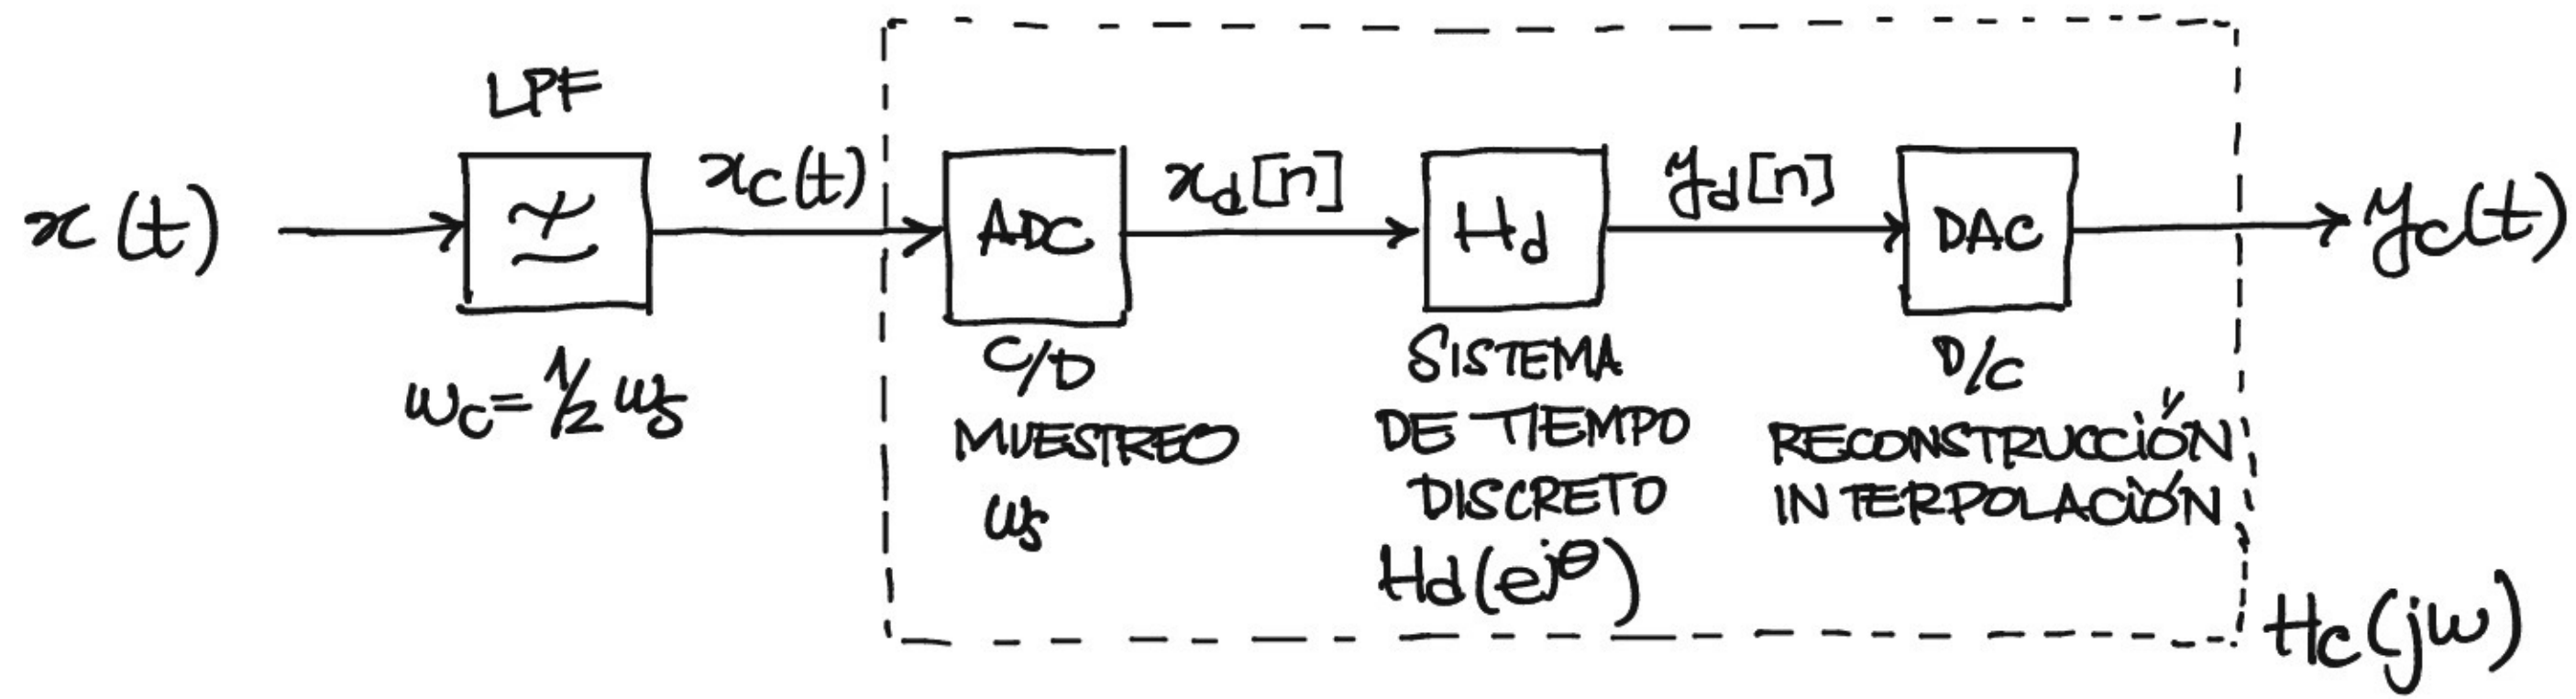 LPF
x(t)
x_c(t)
ADC
x_d[n]
H_d
y_d[n]
DAC
y_c(t)
ω_c = 1/2 ω_s
C/D
MUESTREO
ω_s
SISTEMA
DE TIEMPO
DISCRETO
H_d(e^{jθ})
D/C
RECONSTRUCCIÓN
INTERPOLACIÓN
H_c(jω)